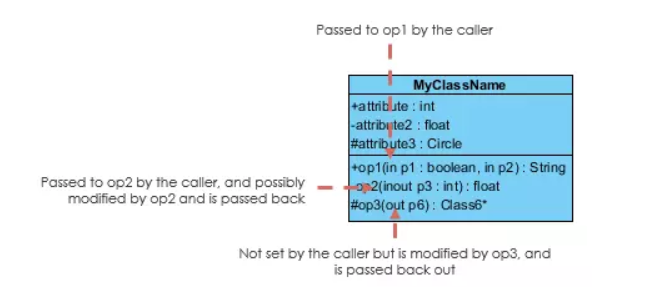 Passed to op1 by the caller
MyClassName
+attribute : int
-attribute2 : float
#attribute3 : Circle
+op1(in p1 : boolean, in p2) : String
-op2(inout p3 : int) : float
#op3(out p6) : Class6*
Passed to op2 by the caller, and possibly
modified by op2 and is passed back
Not set by the caller but is modified by op3, and
is passed back out